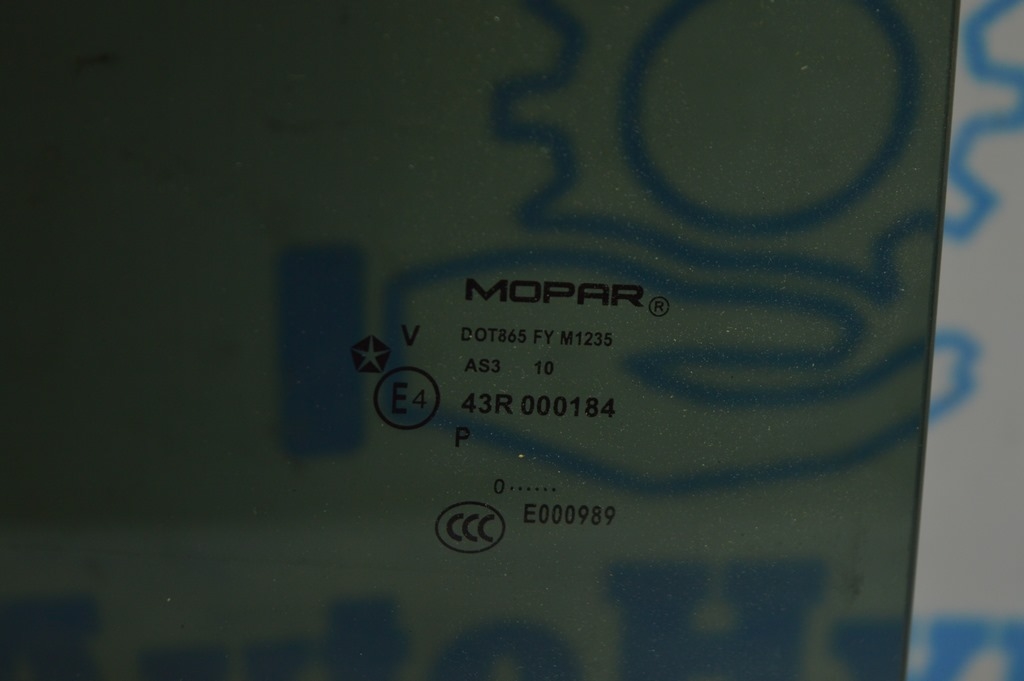 MOPAR®
V DOT865 FY M1235
AS3 10
E4 43R 000184
P
0······
CCC E000989